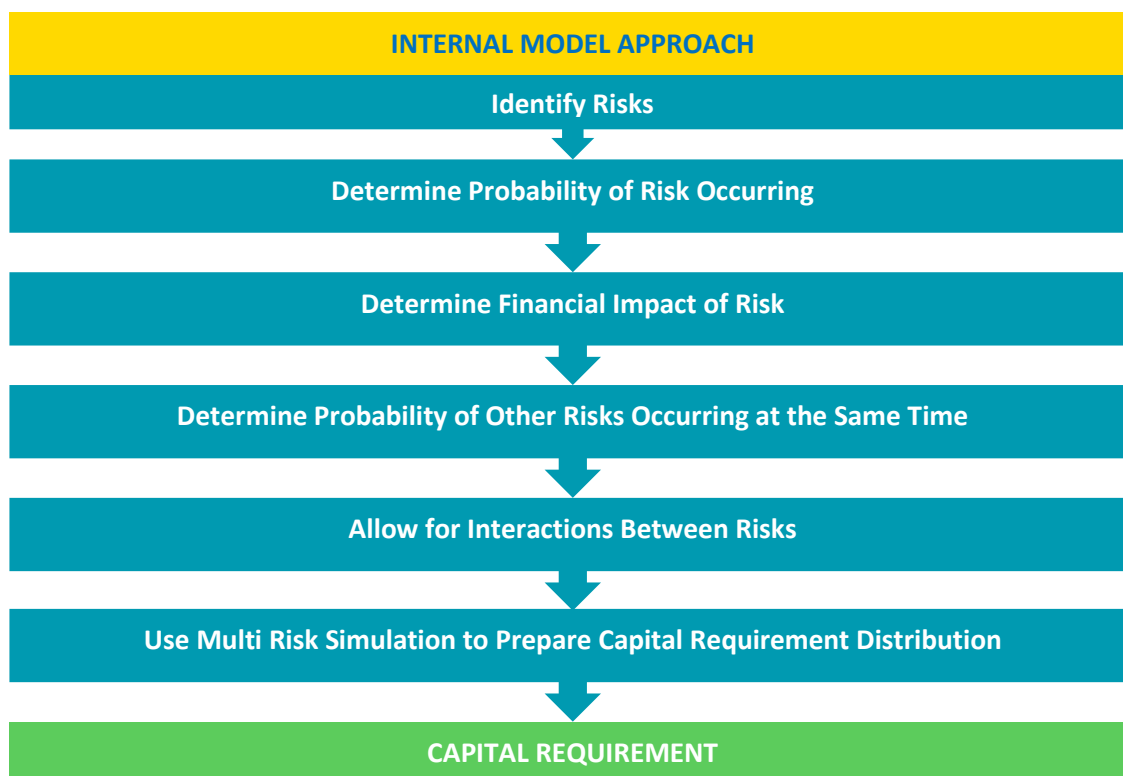 INTERNAL MODEL APPROACH
Identify Risks
Determine Probability of Risk Occurring
Determine Financial Impact of Risk
Determine Probability of Other Risks Occurring at the Same Time
Allow for Interactions Between Risks
Use Multi Risk Simulation to Prepare Capital Requirement Distribution
CAPITAL REQUIREMENT